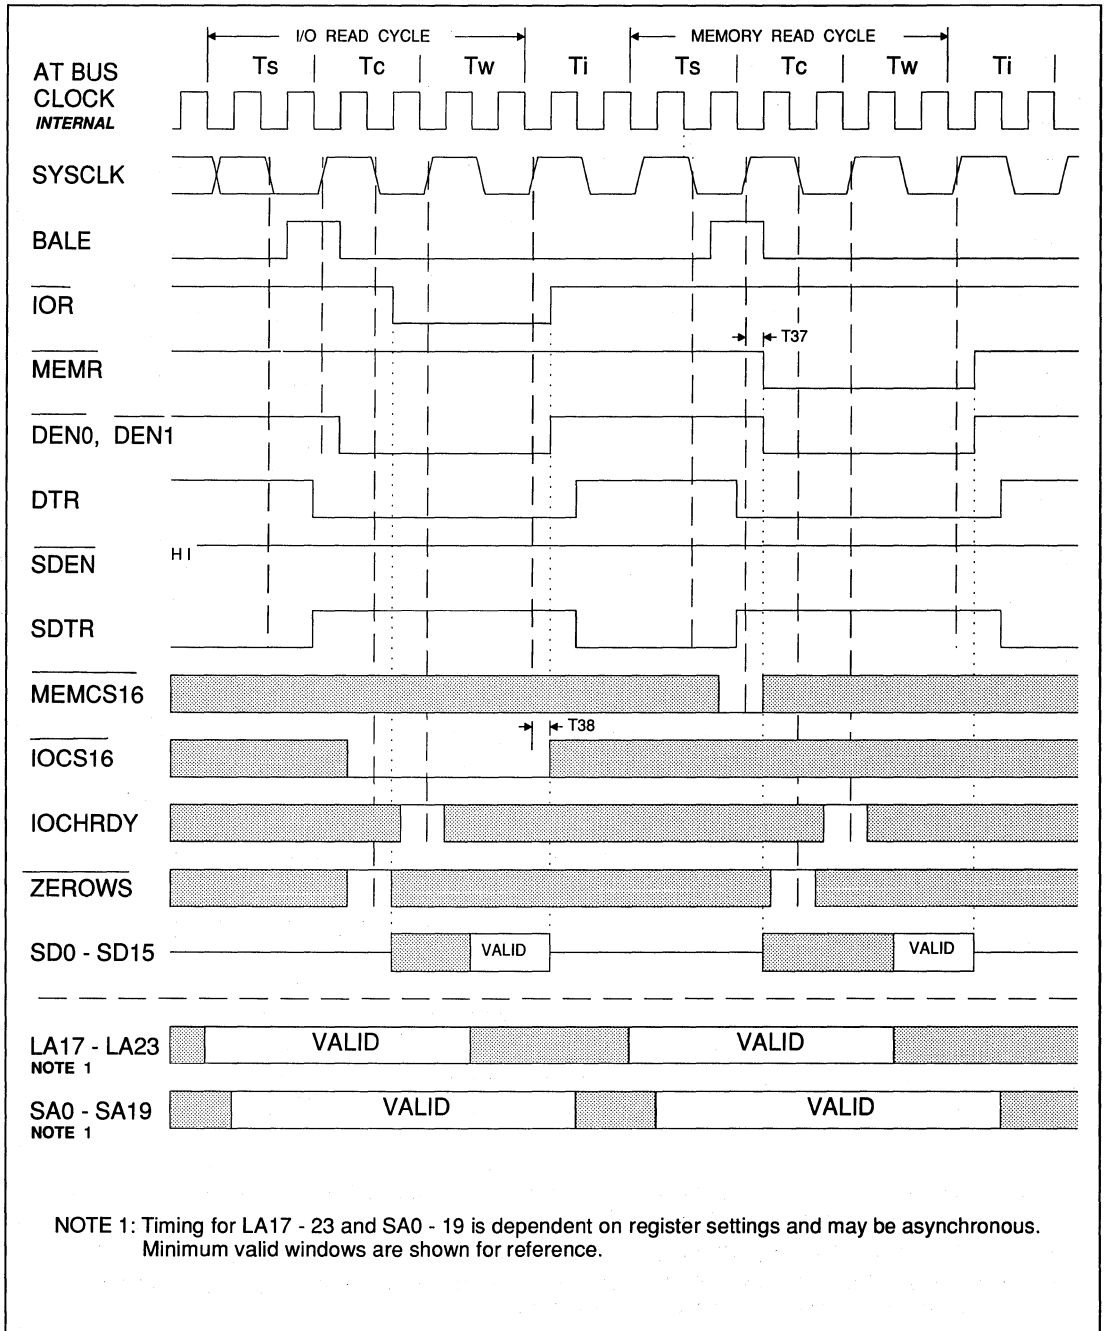 I/O READ CYCLE
MEMORY READ CYCLE
Ts Tc Tw Ti Ts Tc Tw Ti
AT BUS
CLOCK
INTERNAL
SYSCLK
BALE
IOR
T37
MEMR
DEN0, DEN1
DTR
HI
SDEN
SDTR
MEMCS16
T38
IOCS16
IOCHRDY
ZEROWS
SD0 - SD15 VALID VALID
LA17 - LA23 VALID VALID
NOTE 1
SA0 - SA19 VALID VALID
NOTE 1
NOTE 1: Timing for LA17 - 23 and SA0 - 19 is dependent on register settings and may be asynchronous.
Minimum valid windows are shown for reference.